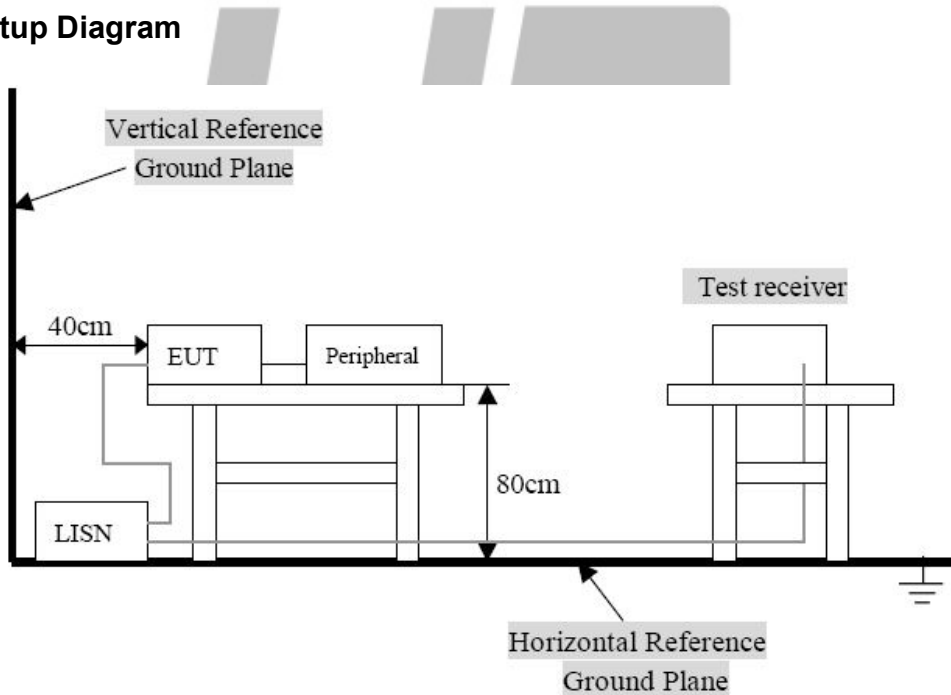 tup Diagram
Vertical Reference
Ground Plane
Test receiver
40cm
EUT
Peripheral
80cm
LISN
Horizontal Reference
Ground Plane